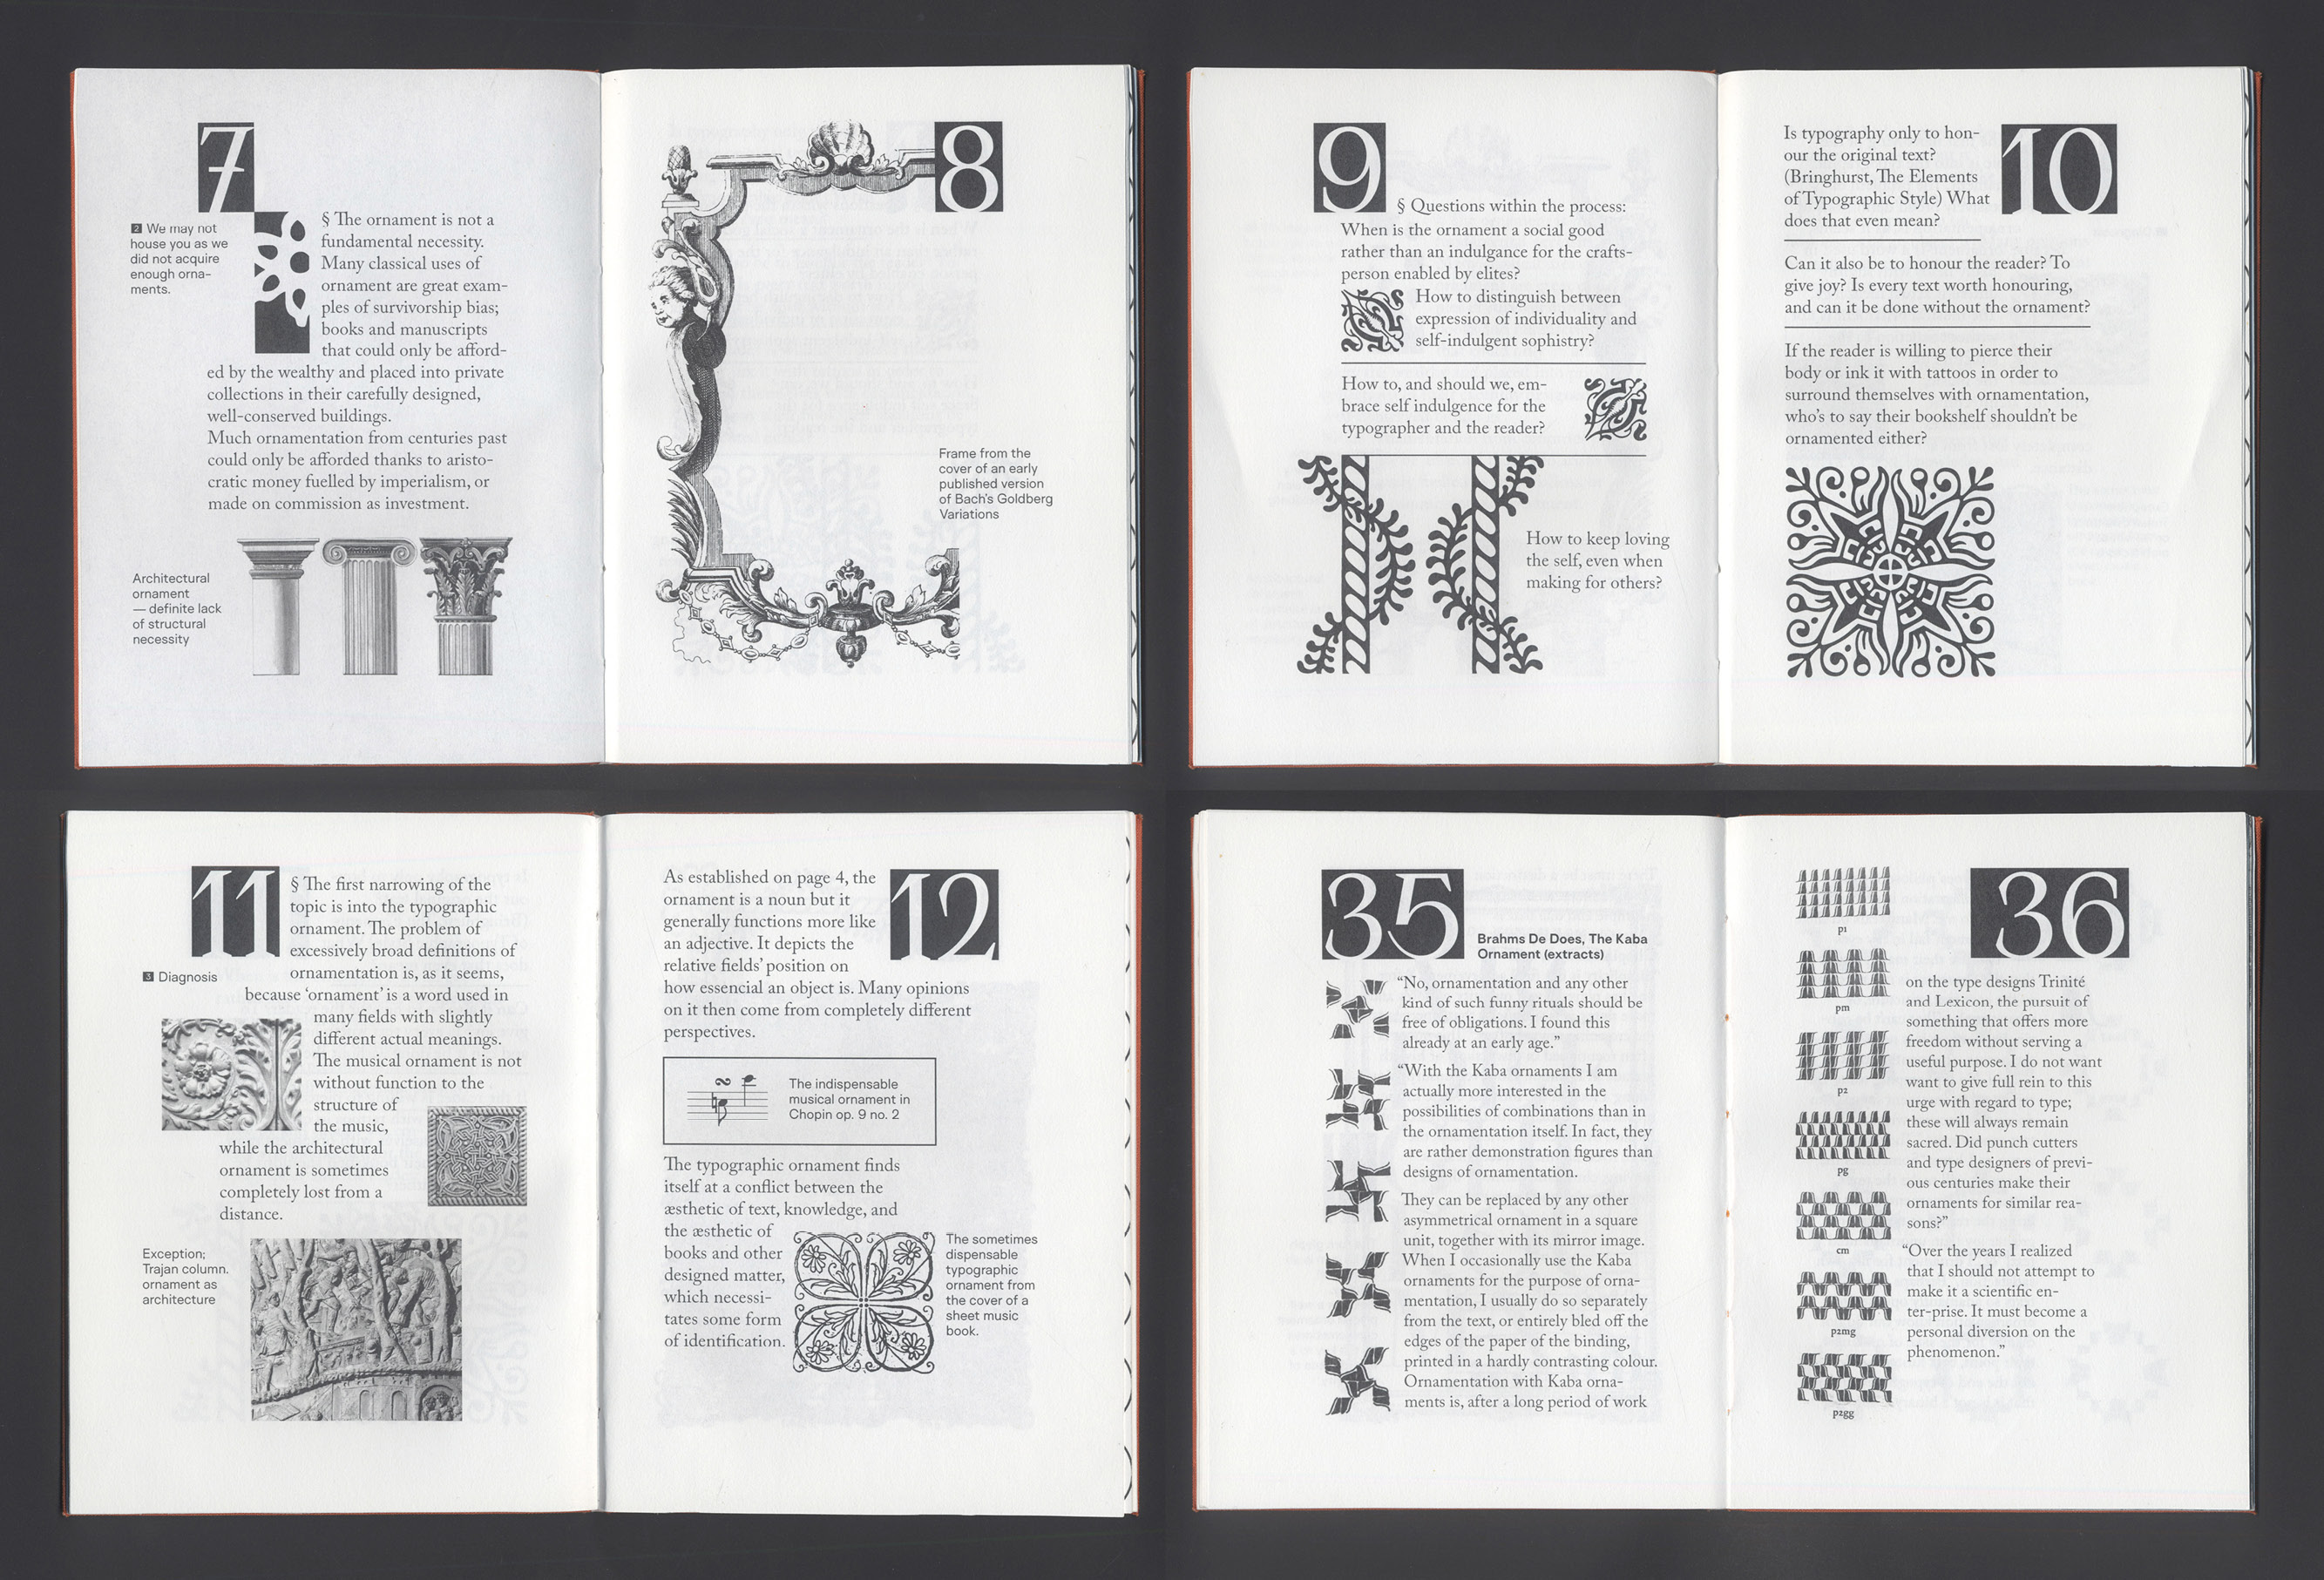 7
2 We may not
house you as we
did not acquire
enough orna-
ments.
§ The ornament is not a
fundamental necessity.
Many classical uses of
ornament are great exam-
ples of survivorship bias;
books and manuscripts
that could only be afford-
ed by the wealthy and placed into private
collections in their carefully designed,
well-conserved buildings.
Much ornamentation from centuries past
could only be afforded thanks to aristo-
cratic money fuelled by imperialism, or
made on commission as investment.
Architectural
ornament
— definite lack
of structural
necessity
8
Frame from the
cover of an early
published version
of Bach's Goldberg
Variations
9
§ Questions within the process:
When is the ornament a social good
rather than an indulgance for the crafts-
person enabled by elites?
How to distinguish between
expression of individuality and
self-indulgent sophistry?
How to, and should we, em-
brace self indulgence for the
typographer and the reader?
How to keep loving
the self, even when
making for others?
10
Is typography only to hon-
our the original text?
(Bringhurst, The Elements
of Typographic Style) What
does that even mean?
Can it also be to honour the reader? To
give joy? Is every text worth honouring,
and can it be done without the ornament?
If the reader is willing to pierce their
body or ink it with tattoos in order to
surround themselves with ornamentation,
who's to say their bookshelf shouldn't be
ornamented either?
11
3 Diagnosis
§ The first narrowing of the
topic is into the typographic
ornament. The problem of
excessively broad definitions of
ornamentation is, as it seems,
because 'ornament' is a word used in
many fields with slightly
different actual meanings.
The musical ornament is not
without function to the
structure of
the music,
while the architectural
ornament is sometimes
completely lost from a
distance.
Exception;
Trajan column.
ornament as
architecture
12
As established on page 4, the
ornament is a noun but it
generally functions more like
an adjective. It depicts the
relative fields' position on
how essencial an object is. Many opinions
on it then come from completely different
perspectives.
The indispensable
musical ornament in
Chopin op. 9 no. 2
The typographic ornament finds
itself at a conflict between the
æsthetic of text, knowledge, and
the æsthetic of
books and other
designed matter,
which necessi-
tates some form
of identification.
The sometimes
dispensable
typographic
ornament from
the cover of a
sheet music
book.
35
Brahms De Does, The Kaba
Ornament (extracts)
“No, ornamentation and any other
kind of such funny rituals should be
free of obligations. I found this
already at an early age.”
“With the Kaba ornaments I am
actually more interested in the
possibilities of combinations than in
the ornamentation itself. In fact, they
are rather demonstration figures than
designs of ornamentation.
They can be replaced by any other
asymmetrical ornament in a square
unit, together with its mirror image.
When I occasionally use the Kaba
ornaments for the purpose of orna-
mentation, I usually do so separately
from the text, or entirely bled off the
edges of the paper of the binding,
printed in a hardly contrasting colour.
Ornamentation with Kaba orna-
ments is, after a long period of work
36
p1
pm
p2
pg
cm
p2mg
p2gg
on the type designs Trinité
and Lexicon, the pursuit of
something that offers more
freedom without serving a
useful purpose. I do not want
want to give full rein to this
urge with regard to type;
these will always remain
sacred. Did punch cutters
and type designers of previ-
ous centuries make their
ornaments for similar rea-
sons?”
“Over the years I realized
that I should not attempt to
make it a scientific en-
ter-prise. It must become a
personal diversion on the
phenomenon.”